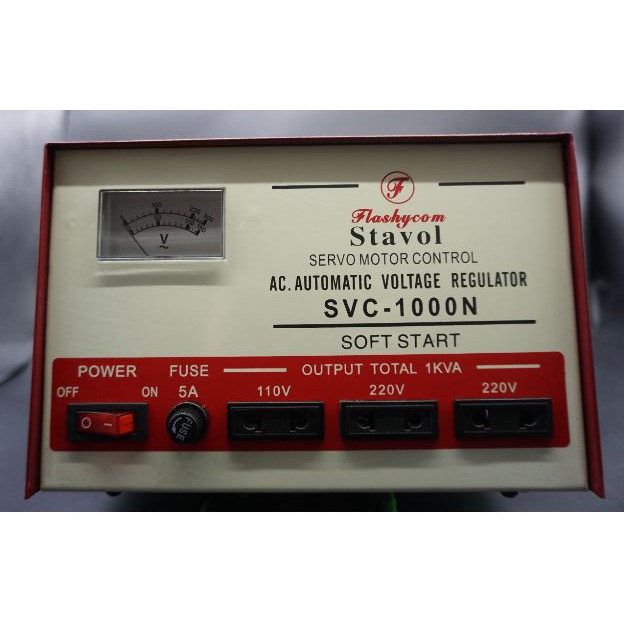 F
Flashycom
Stavol
SERVO MOTOR CONTROL
AC. AUTOMATIC VOLTAGE REGULATOR
SVC-1000N
SOFT START
V
~
POWER
FUSE
OUTPUT TOTAL 1KVA
OFF
ON
5A
110V
220V
220V
FUSE